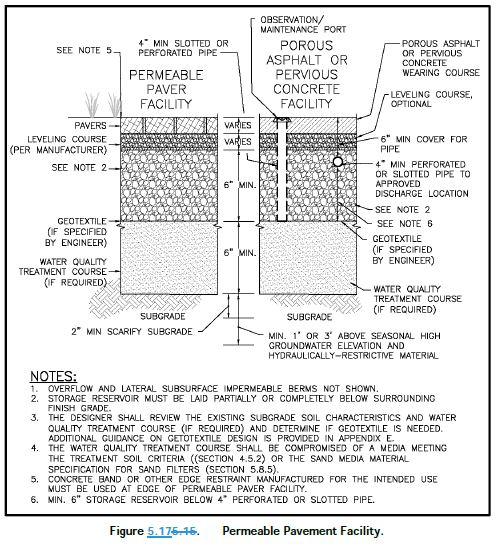 OBSERVATION/
MAINTENANCE PORT
4" MIN SLOTTED OR
PERFORATED PIPE
SEE NOTE 5
POROUS
ASPHALT OR
PERVIOUS
CONCRETE
FACILITY
POROUS ASPHALT
OR PERVIOUS
CONCRETE
WEARING COURSE
PERMEABLE
PAVER
FACILITY
LEVELING COURSE,
OPTIONAL
PAVERS
VARIES
LEVELING COURSE
(PER MANUFACTURER)
VARIES
6" MIN COVER FOR
PIPE
SEE NOTE 2
6" MIN.
4" MIN PERFORATED
OR SLOTTED PIPE TO
APPROVED
DISCHARGE LOCATION
SEE NOTE 2
SEE NOTE 6
GEOTEXTILE
(IF SPECIFIED
BY ENGINEER)
GEOTEXTILE
(IF SPECIFIED
BY ENGINEER)
6" MIN.
WATER QUALITY
TREATMENT COURSE
(IF REQUIRED)
WATER QUALITY
TREATMENT COURSE
(IF REQUIRED)
SUBGRADE
SUBGRADE
2" MIN SCARIFY SUBGRADE
MIN. 1' OR 3' ABOVE SEASONAL HIGH
GROUNDWATER ELEVATION AND
HYDRAULICALLY-RESTRICTIVE MATERIAL
NOTES:
1. OVERFLOW AND LATERAL SUBSURFACE IMPERMEABLE BERMS NOT SHOWN.
2. STORAGE RESERVOIR MUST BE LAID PARTIALLY OR COMPLETELY BELOW SURROUNDING
FINISH GRADE.
3. THE DESIGNER SHALL REVIEW THE EXISTING SUBGRADE SOIL CHARACTERISTICS AND WATER
QUALITY TREATMENT COURSE (IF REQUIRED) AND DETERMINE IF GEOTEXTILE IS NEEDED.
ADDITIONAL GUIDANCE ON GETOTEXTILE DESIGN IS PROVIDED IN APPENDIX E.
4. THE WATER QUALITY TREATMENT COURSE SHALL BE COMPROMISED OF A MEDIA MEETING
THE TREATMENT SOIL CRITERIA ((SECTION 4.5.2) OR THE SAND MEDIA MATERIAL
SPECIFICATION FOR SAND FILTERS (SECTION 5.8.5).
5. CONCRETE BAND OR OTHER EDGE RESTRAINT MANUFACTURED FOR THE INTENDED USE
MUST BE USED AT EDGE OF PERMEABLE PAVER FACILITY.
6. MIN. 6" STORAGE RESERVOIR BELOW 4" PERFORATED OR SLOTTED PIPE.
Figure 5.175.15. Permeable Pavement Facility.